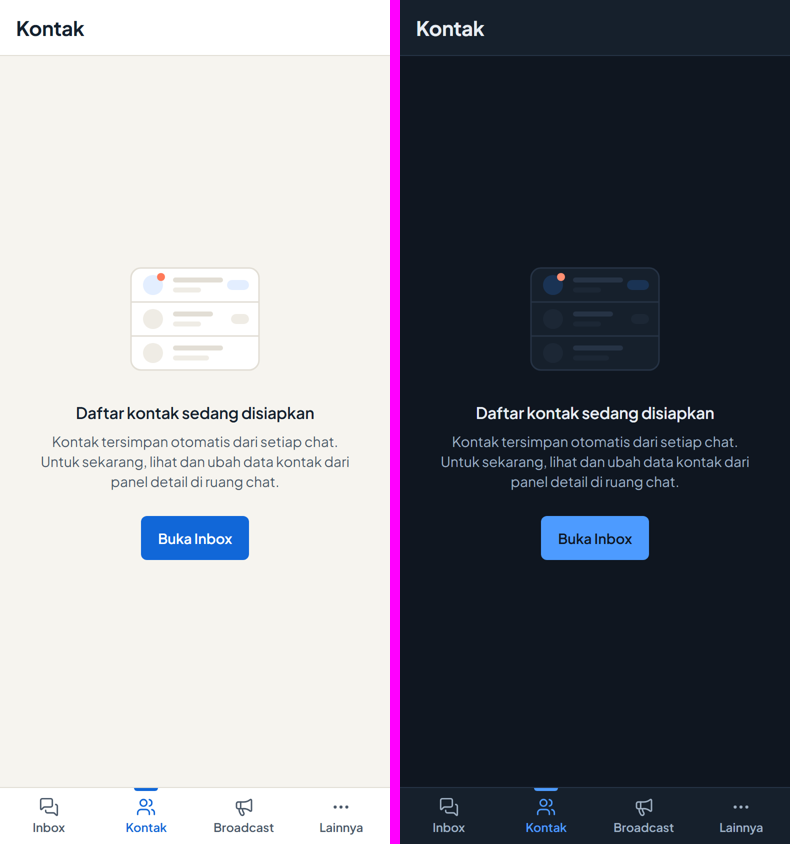 Kontak
Daftar kontak sedang disiapkan
Kontak tersimpan otomatis dari setiap chat.
Untuk sekarang, lihat dan ubah data kontak dari
panel detail di ruang chat.
Buka Inbox
Inbox Kontak Broadcast Lainnya
Kontak
Daftar kontak sedang disiapkan
Kontak tersimpan otomatis dari setiap chat.
Untuk sekarang, lihat dan ubah data kontak dari
panel detail di ruang chat.
Buka Inbox
Inbox Kontak Broadcast Lainnya